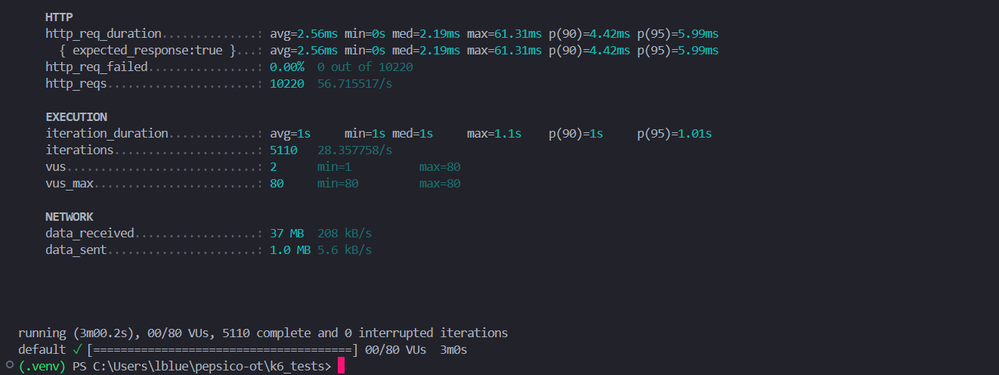 HTTP
http_req_duration..............: avg=2.56ms min=0s med=2.19ms max=61.31ms p(90)=4.42ms p(95)=5.99ms
{ expected_response:true }...: avg=2.56ms min=0s med=2.19ms max=61.31ms p(90)=4.42ms p(95)=5.99ms
http_req_failed................: 0.00% 0 out of 10220
http_reqs......................: 10220 56.715517/s
EXECUTION
iteration_duration.............: avg=1s min=1s med=1s max=1.1s p(90)=1s p(95)=1.01s
iterations.....................: 5110 28.357758/s
vus............................: 2 min=1 max=80
vus_max........................: 80 min=80 max=80
NETWORK
data_received..................: 37 MB 208 kB/s
data_sent......................: 1.0 MB 5.6 kB/s
running (3m00.2s), 00/80 VUs, 5110 complete and 0 interrupted iterations
default ✓ [======================================] 00/80 VUs 3m0s
(.venv) PS C:\Users\lblue\pepsico-ot\k6_tests>